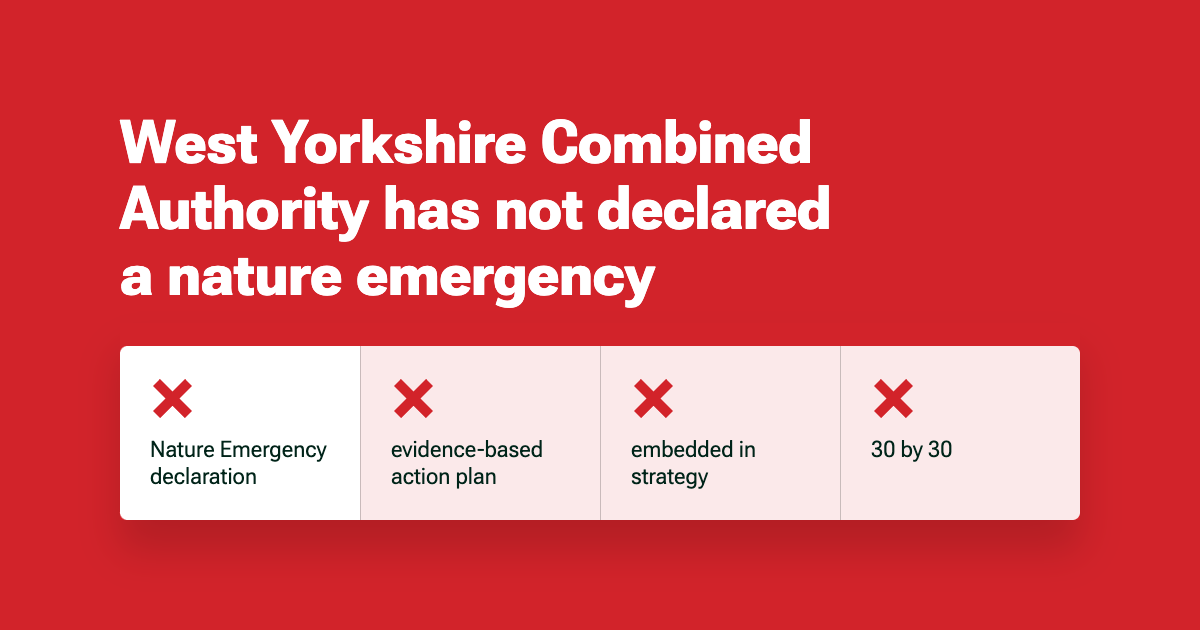 West Yorkshire Combined
Authority has not declared
a nature emergency
Nature Emergency
declaration
evidence-based
action plan
embedded in
strategy
30 by 30